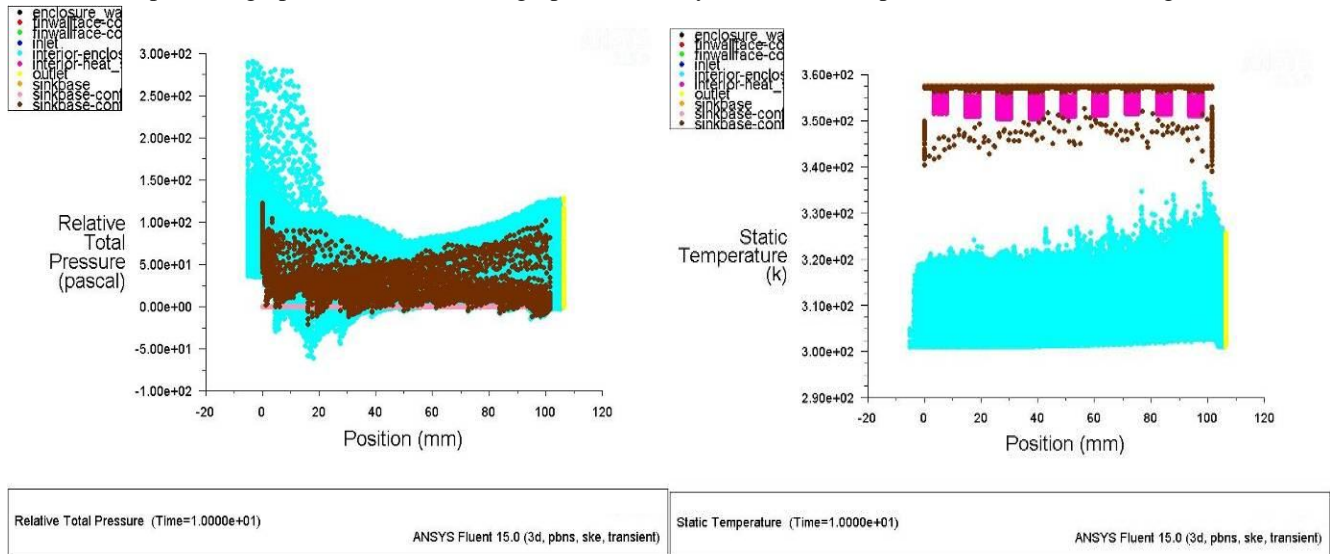 enclosure_wa
finwallface-co
finwallface-co
inlet
interior-enclos
interior-heat_s
outlet
sinkbase
sinkbase-conf
sinkbase-conf
3.00e+02
2.50e+02
2.00e+02
1.50e+02
1.00e+02
5.00e+01
0.00e+00
-5.00e+01
-1.00e+02
Relative
Total
Pressure
(pascal)
-20 0 20 40 60 80 100 120
Position (mm)
Relative Total Pressure (Time=1.0000e+01)
ANSYS Fluent 15.0 (3d, pbns, ske, transient)
enclosure_wa
finwallface-co
finwallface-co
inlet
interior-enclos
interior-heat_s
outlet
sinkbase
sinkbase-conf
sinkbase-conf
3.60e+02
3.50e+02
3.40e+02
3.30e+02
3.20e+02
3.10e+02
3.00e+02
2.90e+02
Static
Temperature
(k)
-20 0 20 40 60 80 100 120
Position (mm)
Static Temperature (Time=1.0000e+01)
ANSYS Fluent 15.0 (3d, pbns, ske, transient)